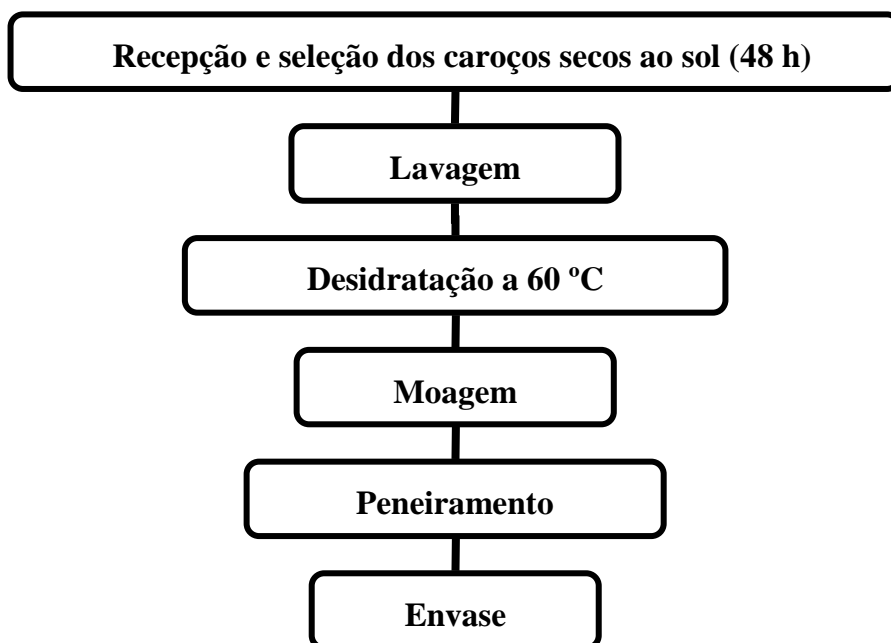 Recepção e seleção dos caroços secos ao sol (48 h)
Lavagem
Desidratação a 60 ºC
Moagem
Peneiramento
Envase